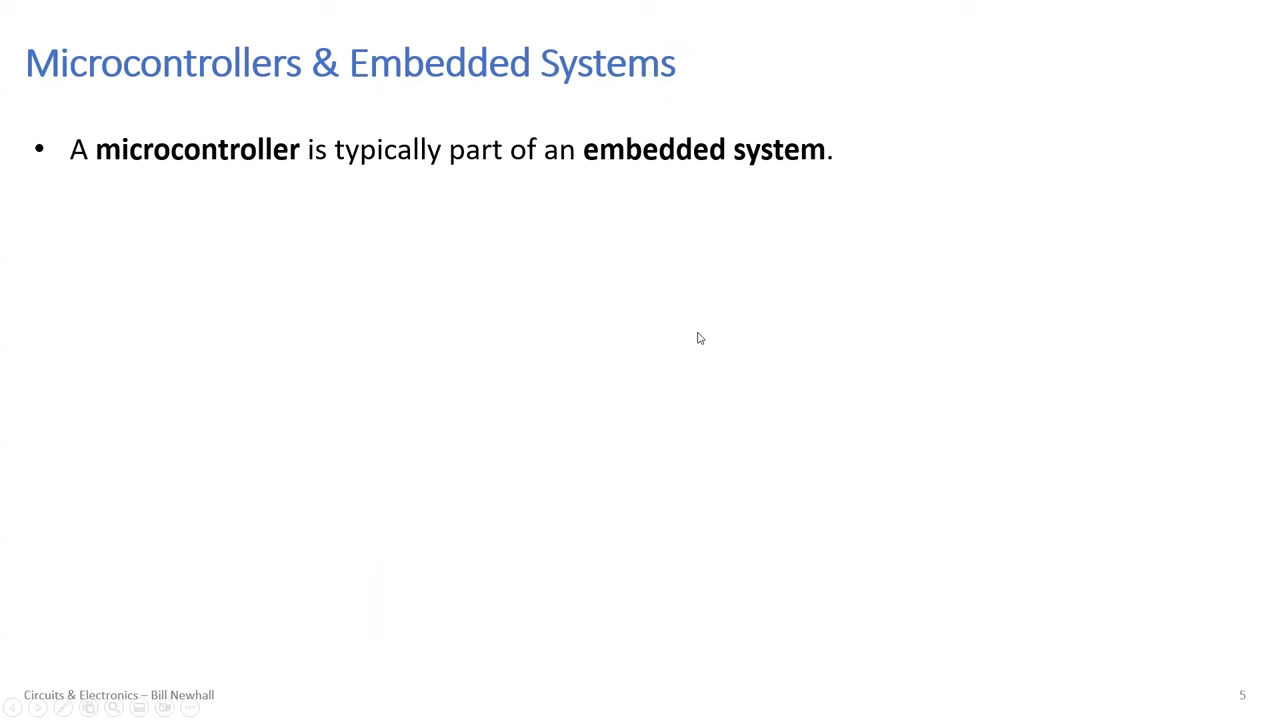 Microcontrollers & Embedded Systems
• A microcontroller is typically part of an embedded system.
Circuits & Electronics – Bill Newhall
5